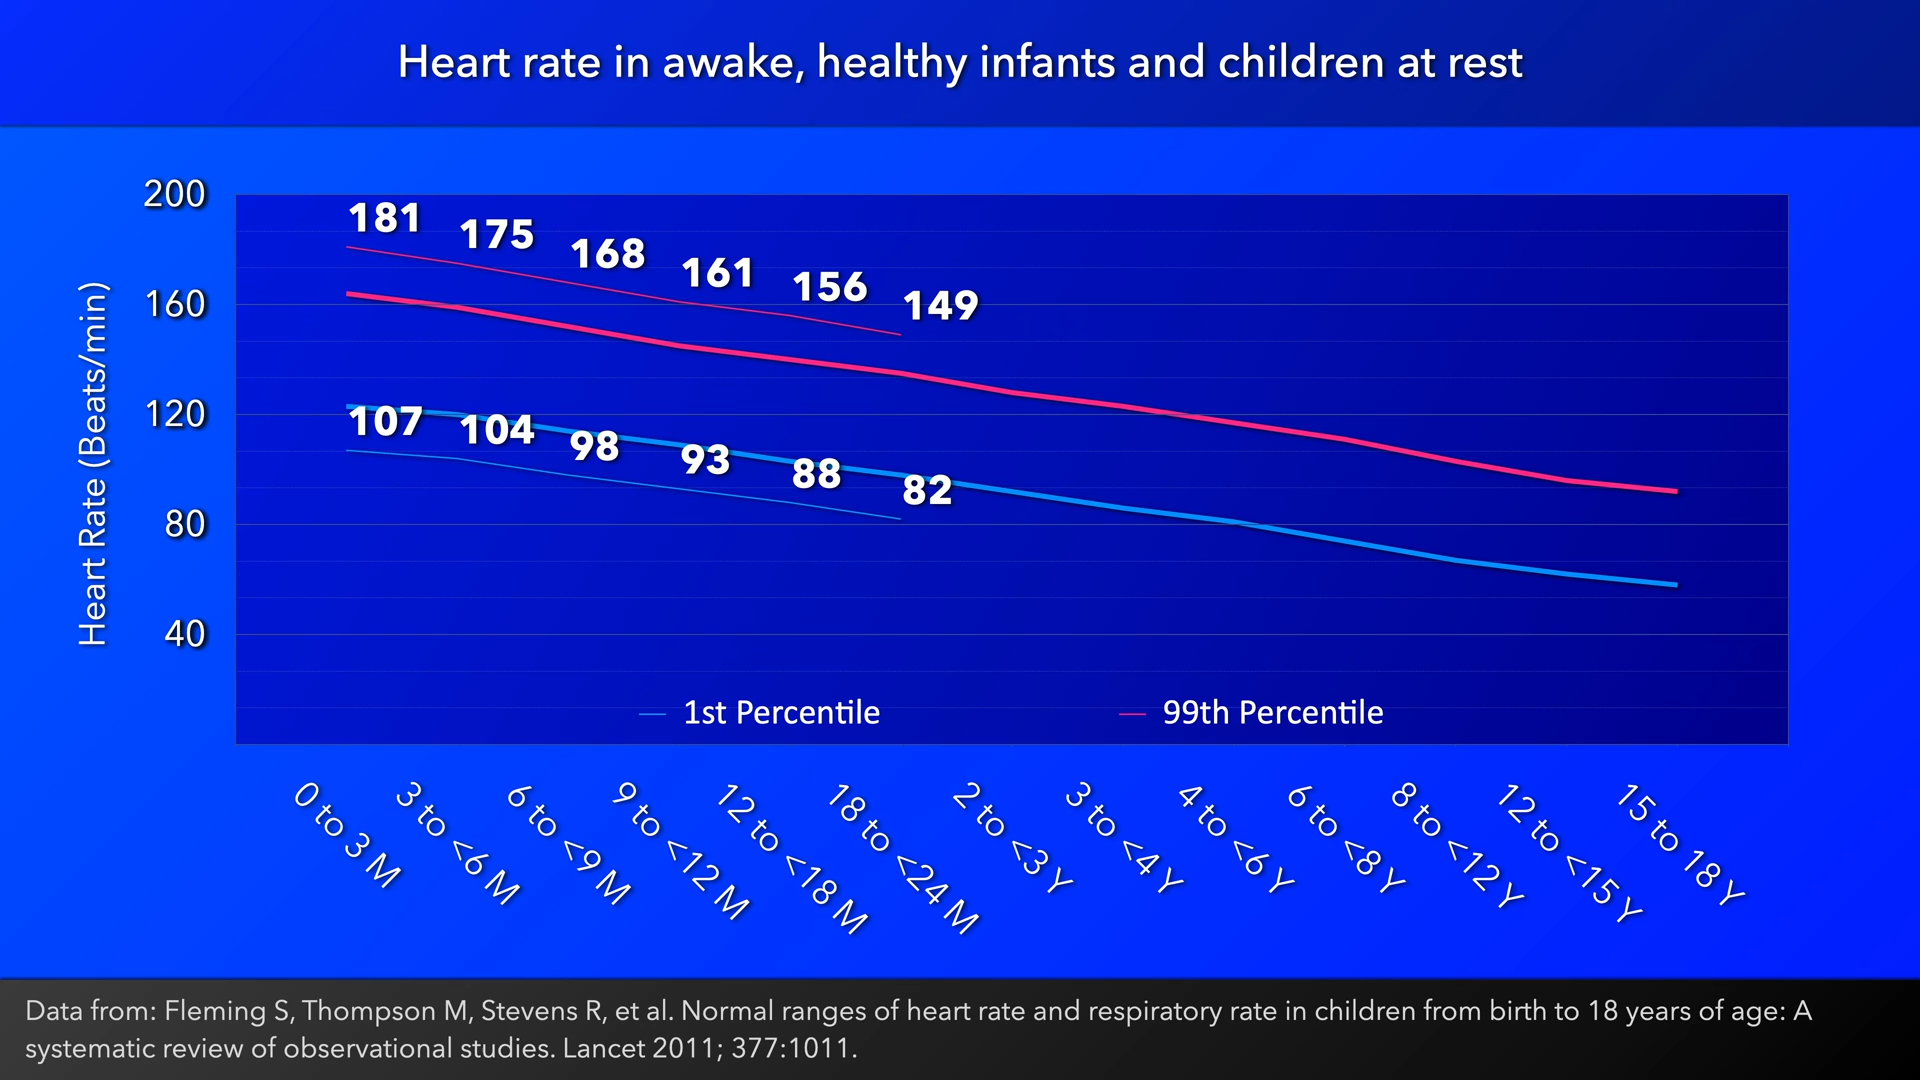 Heart rate in awake, healthy infants and children at rest
Heart Rate (Beats/min)
200
160
120
80
40
181
175
168
161
156
149
107
104
98
93
88
82
1st Percentile
99th Percentile
0 to 3 M
3 to <6 M
6 to <9 M
9 to <12 M
12 to <18 M
18 to <24 M
2 to <3 Y
3 to <4 Y
4 to <6 Y
6 to <8 Y
8 to <12 Y
12 to <15 Y
15 to 18 Y
Data from: Fleming S, Thompson M, Stevens R, et al. Normal ranges of heart rate and respiratory rate in children from birth to 18 years of age: A
systematic review of observational studies. Lancet 2011; 377:1011.